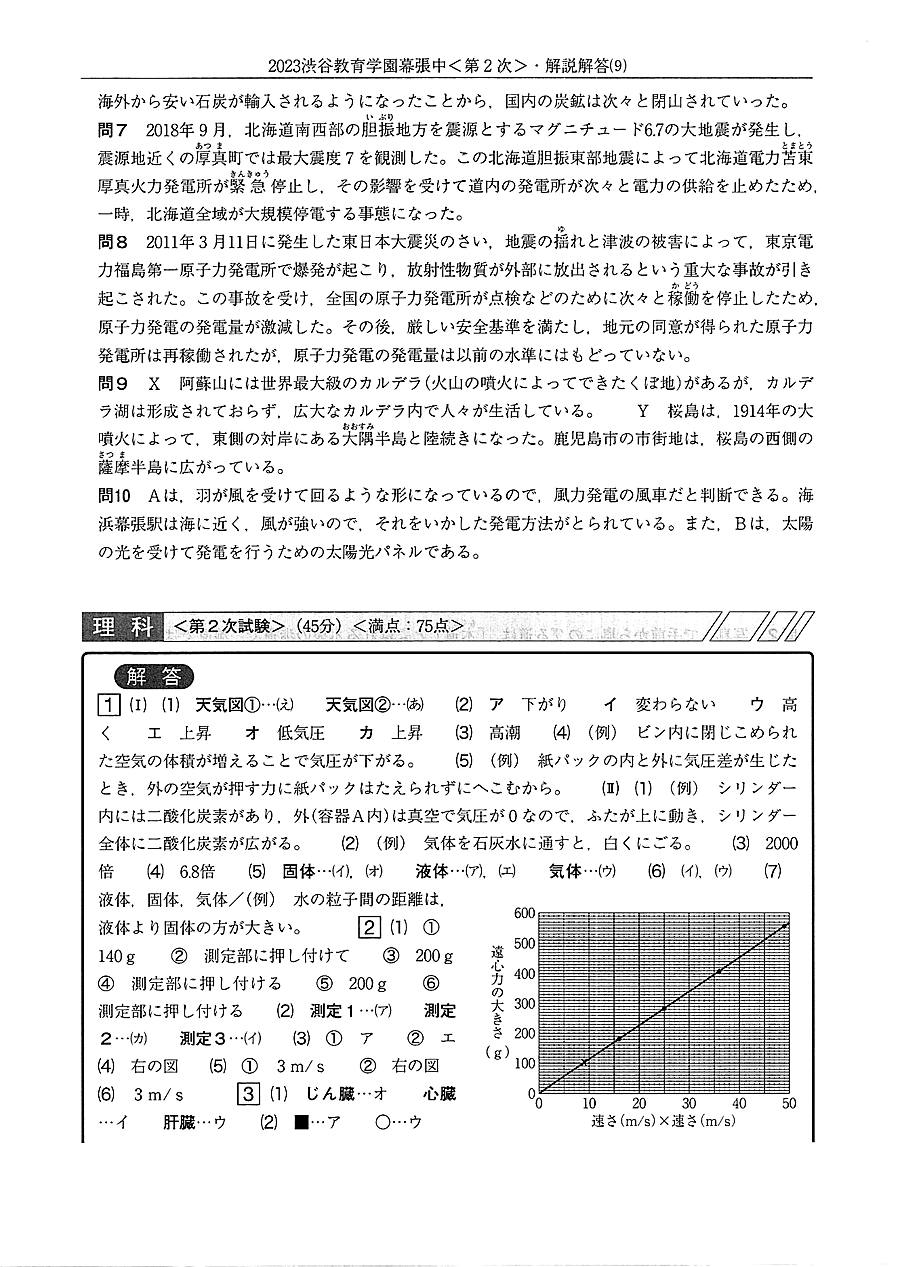 2023渋谷教育学園幕張中＜第２次＞・解説解答(9)
海外から安い石炭が輸入されるようになったことから，国内の炭鉱は次々と閉山されていった。
問7　2018年９月，北海道南西部の胆振地方を震源とするマグニチュード6.7の大地震が発生し，
震源地近くの厚真町では最大震度７を観測した。この北海道胆振東部地震によって北海道電力苫東
厚真火力発電所が緊急停止し，その影響を受けて道内の発電所が次々と電力の供給を止めたため，
一時，北海道全域が大規模停電する事態になった。
問8　2011年３月11日に発生した東日本大震災のさい，地震の揺れと津波の被害によって，東京電
力福島第一原子力発電所で爆発が起こり，放射性物質が外部に放出されるという重大な事故が引き
起こされた。この事故を受け，全国の原子力発電所が点検などのために次々と稼働を停止したため，
原子力発電の発電量が激減した。その後，厳しい安全基準を満たし，地元の同意が得られた原子力
発電所は再稼働されたが，原子力発電の発電量は以前の水準にはもどっていない。
問9　X　阿蘇山には世界最大級のカルデラ(火山の噴火によってできたくぼ地)があるが，カルデ
ラ湖は形成されておらず，広大なカルデラ内で人々が生活している。　Y　桜島は，1914年の大
噴火によって，東側の対岸にある大隅半島と陸続きになった。鹿児島市の市街地は，桜島の西側の
薩摩半島に広がっている。
問10　Aは，羽が風を受けて回るような形になっているので，風力発電の風車だと判断できる。海
浜幕張駅は海に近く，風が強いので，それをいかした発電方法がとられている。また，Bは，太陽
の光を受けて発電を行うための太陽光パネルである。
理科　＜第２次試験＞（45分）＜満点：75点＞
解答
1 (Ⅰ) (1) 天気図①…(え)　天気図②…(あ)　(2) ア 下がり　イ 変わらない　ウ 高
く　エ 上昇　オ 低気圧　カ 上昇　(3) 高潮　(4) （例） ビン内に閉じこめられ
た空気の体積が増えることで気圧が下がる。　(5) （例） 紙パックの内と外に気圧差が生じた
とき，外の空気が押す力に紙パックはたえられずにへこむから。　(Ⅱ) (1) （例） シリンダー
内には二酸化炭素があり，外(容器A内)は真空で気圧が０なので，ふたが上に動き，シリンダー
全体に二酸化炭素が広がる。　(2) （例） 気体を石灰水に通すと，白くにごる。　(3) 2000
倍　(4) 6.8倍　(5) 固体…(イ)，(オ)　液体…(ア)，(エ)　気体…(ウ)　(6) (イ)，(ウ)　(7)
液体，固体，気体／（例） 水の粒子間の距離は，
液体より固体の方が大きい。　2 (1) ①
140ｇ　② 測定部に押し付けて　③ 200ｇ
④ 測定部に押し付ける　⑤ 200ｇ　⑥
測定部に押し付ける　(2) 測定1…(ア)　測定
2…(カ)　測定3…(イ)　(3) ① ア　② エ
(4) 右の図　(5) ① 3ｍ/ｓ　② 右の図
(6) 3ｍ/ｓ　3 (1) じん臓…オ　心臓
…イ　肝臓…ウ　(2) ■…ア　○…ウ
遠心力の大きさ(g)
600
500
400
300
200
100
0
0 10 20 30 40 50
速さ(m/s)×速さ(m/s)